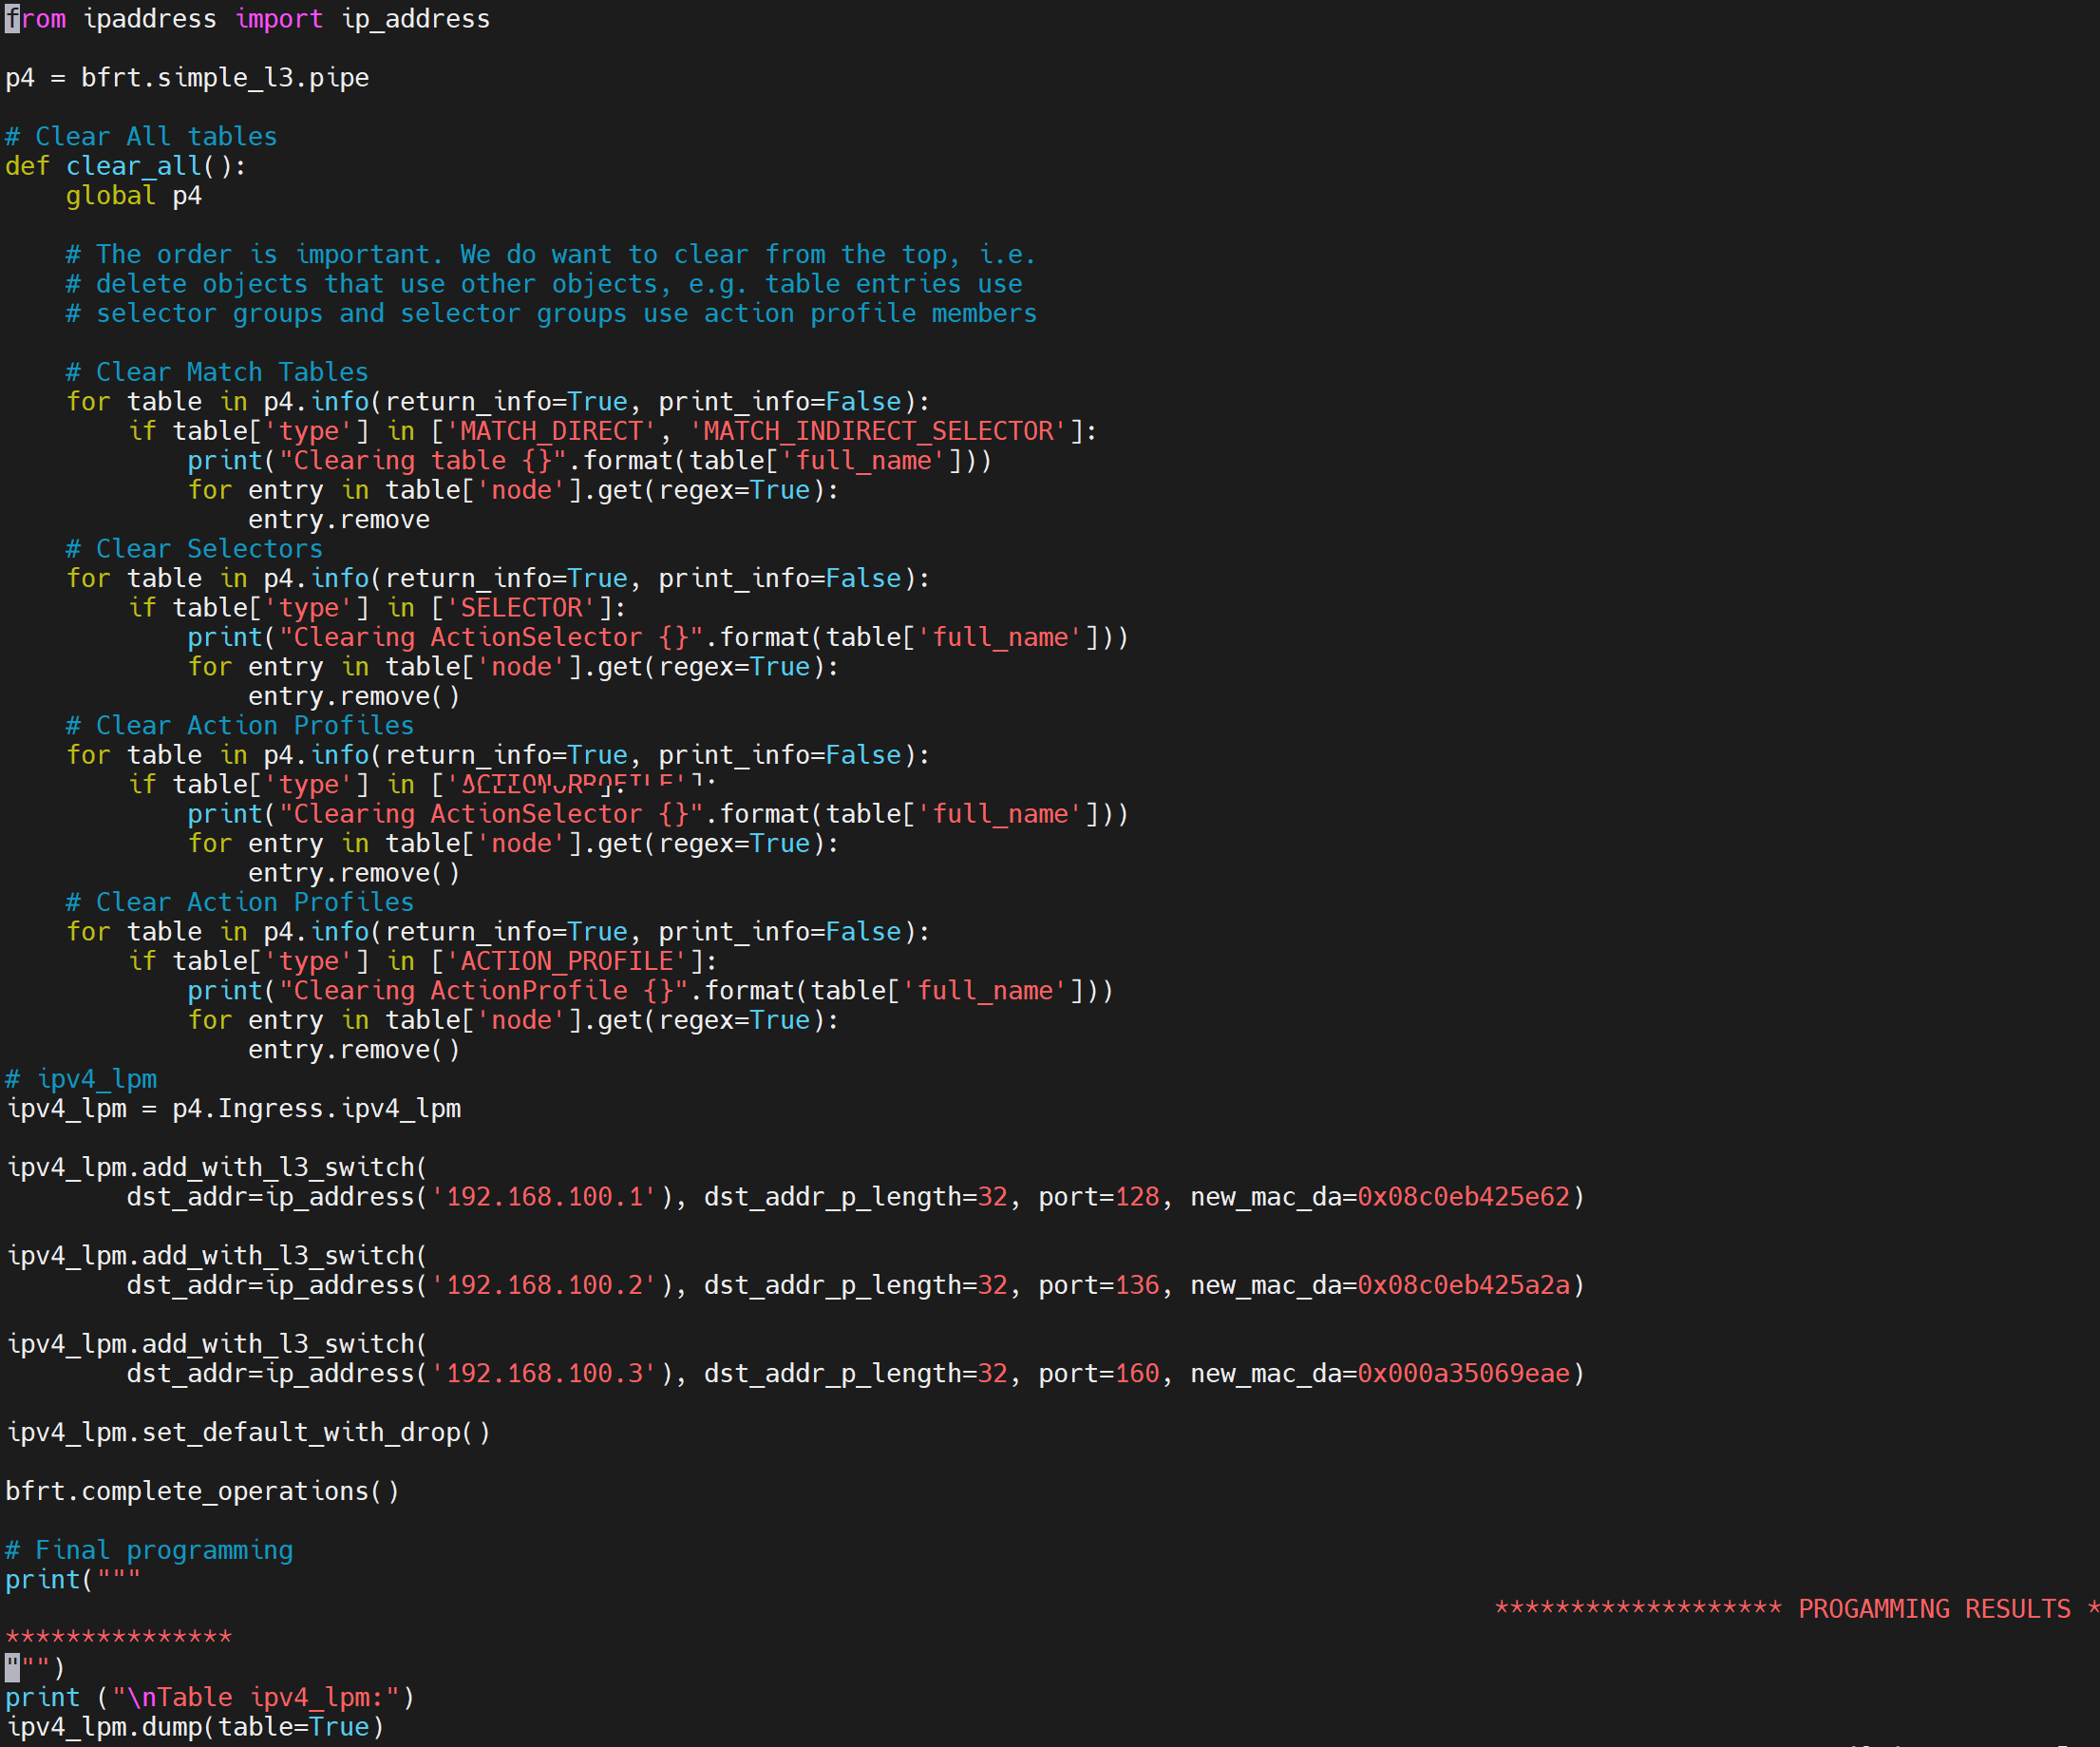 from ipaddress import ip_address
p4 = bfrt.simple_l3.pipe
# Clear All tables
def clear_all():
    global p4
    # The order is important. We do want to clear from the top, i.e.
    # delete objects that use other objects, e.g. table entries use
    # selector groups and selector groups use action profile members
    # Clear Match Tables
    for table in p4.info(return_info=True, print_info=False):
        if table['type'] in ['MATCH_DIRECT', 'MATCH_INDIRECT_SELECTOR']:
            print("Clearing table {}".format(table['full_name']))
            for entry in table['node'].get(regex=True):
                entry.remove
    # Clear Selectors
    for table in p4.info(return_info=True, print_info=False):
        if table['type'] in ['SELECTOR']:
            print("Clearing ActionSelector {}".format(table['full_name']))
            for entry in table['node'].get(regex=True):
                entry.remove()
    # Clear Action Profiles
    for table in p4.info(return_info=True, print_info=False):
        if table['type'] in ['
            print("Clearing ActionSelector {}".format(table['full_name']))
            for entry in table['node'].get(regex=True):
                entry.remove()
    # Clear Action Profiles
    for table in p4.info(return_info=True, print_info=False):
        if table['type'] in ['ACTION_PROFILE']:
            print("Clearing ActionProfile {}".format(table['full_name']))
            for entry in table['node'].get(regex=True):
                entry.remove()
# ipv4_lpm
ipv4_lpm = p4.Ingress.ipv4_lpm
ipv4_lpm.add_with_l3_switch(
        dst_addr=ip_address('192.168.100.1'), dst_addr_p_length=32, port=128, new_mac_da=0x08c0eb425e62)
ipv4_lpm.add_with_l3_switch(
        dst_addr=ip_address('192.168.100.2'), dst_addr_p_length=32, port=136, new_mac_da=0x08c0eb425a2a)
ipv4_lpm.add_with_l3_switch(
        dst_addr=ip_address('192.168.100.3'), dst_addr_p_length=32, port=160, new_mac_da=0x000a35069eae)
ipv4_lpm.set_default_with_drop()
bfrt.complete_operations()
# Final programming
print("""
******************* PROGAMMING RESULTS *
***************
""")
print ("\nTable ipv4_lpm:")
ipv4_lpm.dump(table=True)